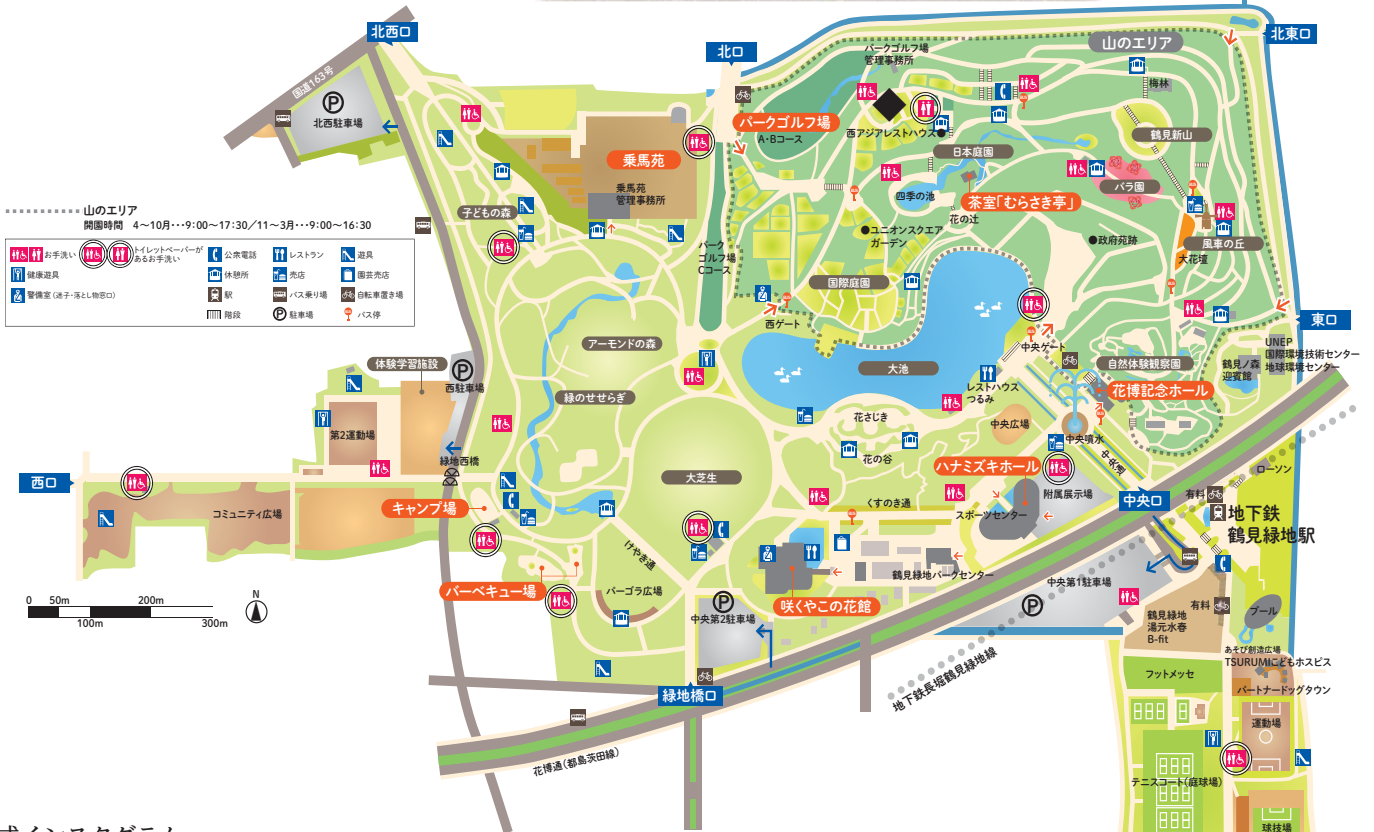 北西口
国道163号
北西駐車場
北口
パークゴルフ場
管理事務所
山のエリア
北東口
梅林
パークゴルフ場
A・Bコース
西アジアレストハウス●
鶴見新山
乗馬苑
乗馬苑
管理事務所
日本庭園
バラ園
四季の池
茶室「むらさき亭」
花の辻
子どもの森
●ユニオンスクエア
ガーデン
●政府苑跡
風車の丘
大花壇
パーク
ゴルフ場
Cコース
国際庭園
山のエリア
開園時間 4〜10月･･･9:00〜17:30／11〜3月･･･9:00〜16:30
お手洗い
トイレットペーパーが
あるお手洗い
公衆電話
レストラン
遊具
健康遊具
休憩所
売店
園芸売店
警備室（迷子・落とし物窓口）
駅
バス乗り場
自転車置き場
階段
駐車場
バス停
西ゲート
東口
中央ゲート
UNEP
国際環境技術センター
地球環境センター
アーモンドの森
体験学習施設
西駐車場
大池
レストハウス
つるみ
自然体験観察園
鶴見ノ森
迎賓館
花博記念ホール
緑のせせらぎ
花さじき
中央広場
中央噴水
第2運動場
花の谷
中央通
緑地西橋
ハナミズキホール
西口
大芝生
ローソン
コミュニティ広場
キャンプ場
くすのき通
スポーツセンター
附属展示場
中央口
有料
地下鉄
鶴見緑地駅
けやき通
鶴見緑地パークセンター
中央第1駐車場
バーベキュー場
パーゴラ広場
咲くやこの花館
中央第2駐車場
0 50m 200m
100m 300m
N
有料
鶴見緑地
湯元水春
B-fit
プール
あそび創造広場
TSURUMIこどもホスピス
地下鉄長堀鶴見緑地線
フットメッセ
パートナードッグタウン
緑地橋口
運動場
花博通（都島茨田線）
テニスコート（庭球場）
球技場
式インスタグラム